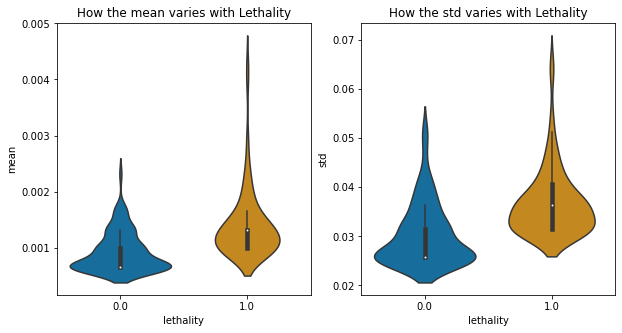 How the mean varies with Lethality
0.005
0.004
0.003
0.002
0.001
mean
0.0
1.0
lethality
How the std varies with Lethality
0.07
0.06
0.05
0.04
0.03
0.02
std
0.0
1.0
lethality